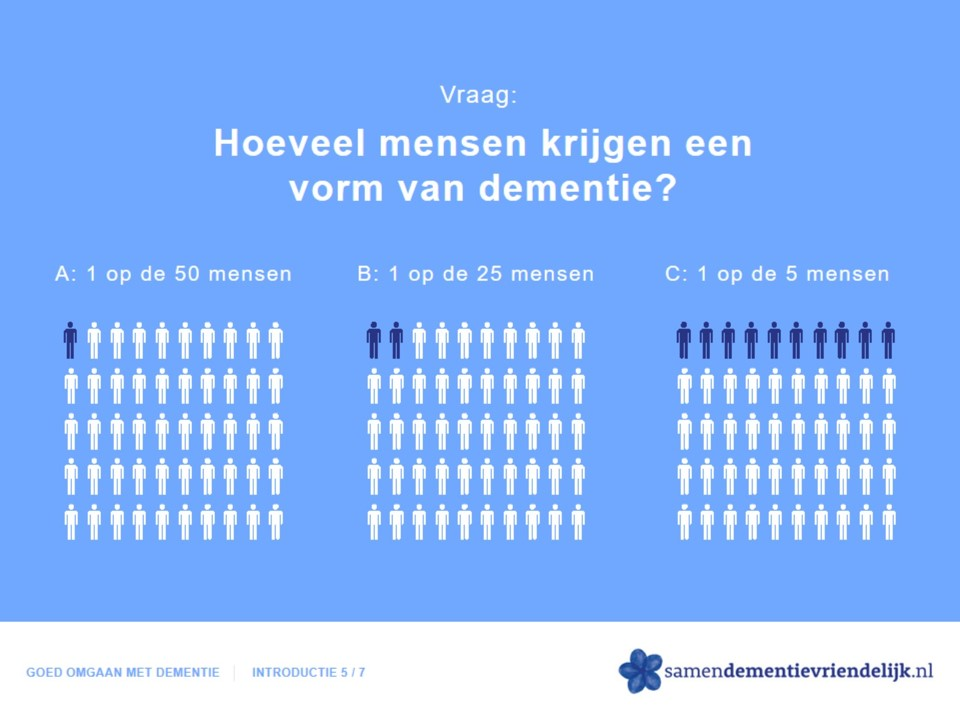 Vraag:
Hoeveel mensen krijgen een
vorm van dementie?
A: 1 op de 50 mensen
B: 1 op de 25 mensen
C: 1 op de 5 mensen
GOED OMGAAN MET DEMENTIE | INTRODUCTIE 5 / 7
samendementievriendelijk.nl